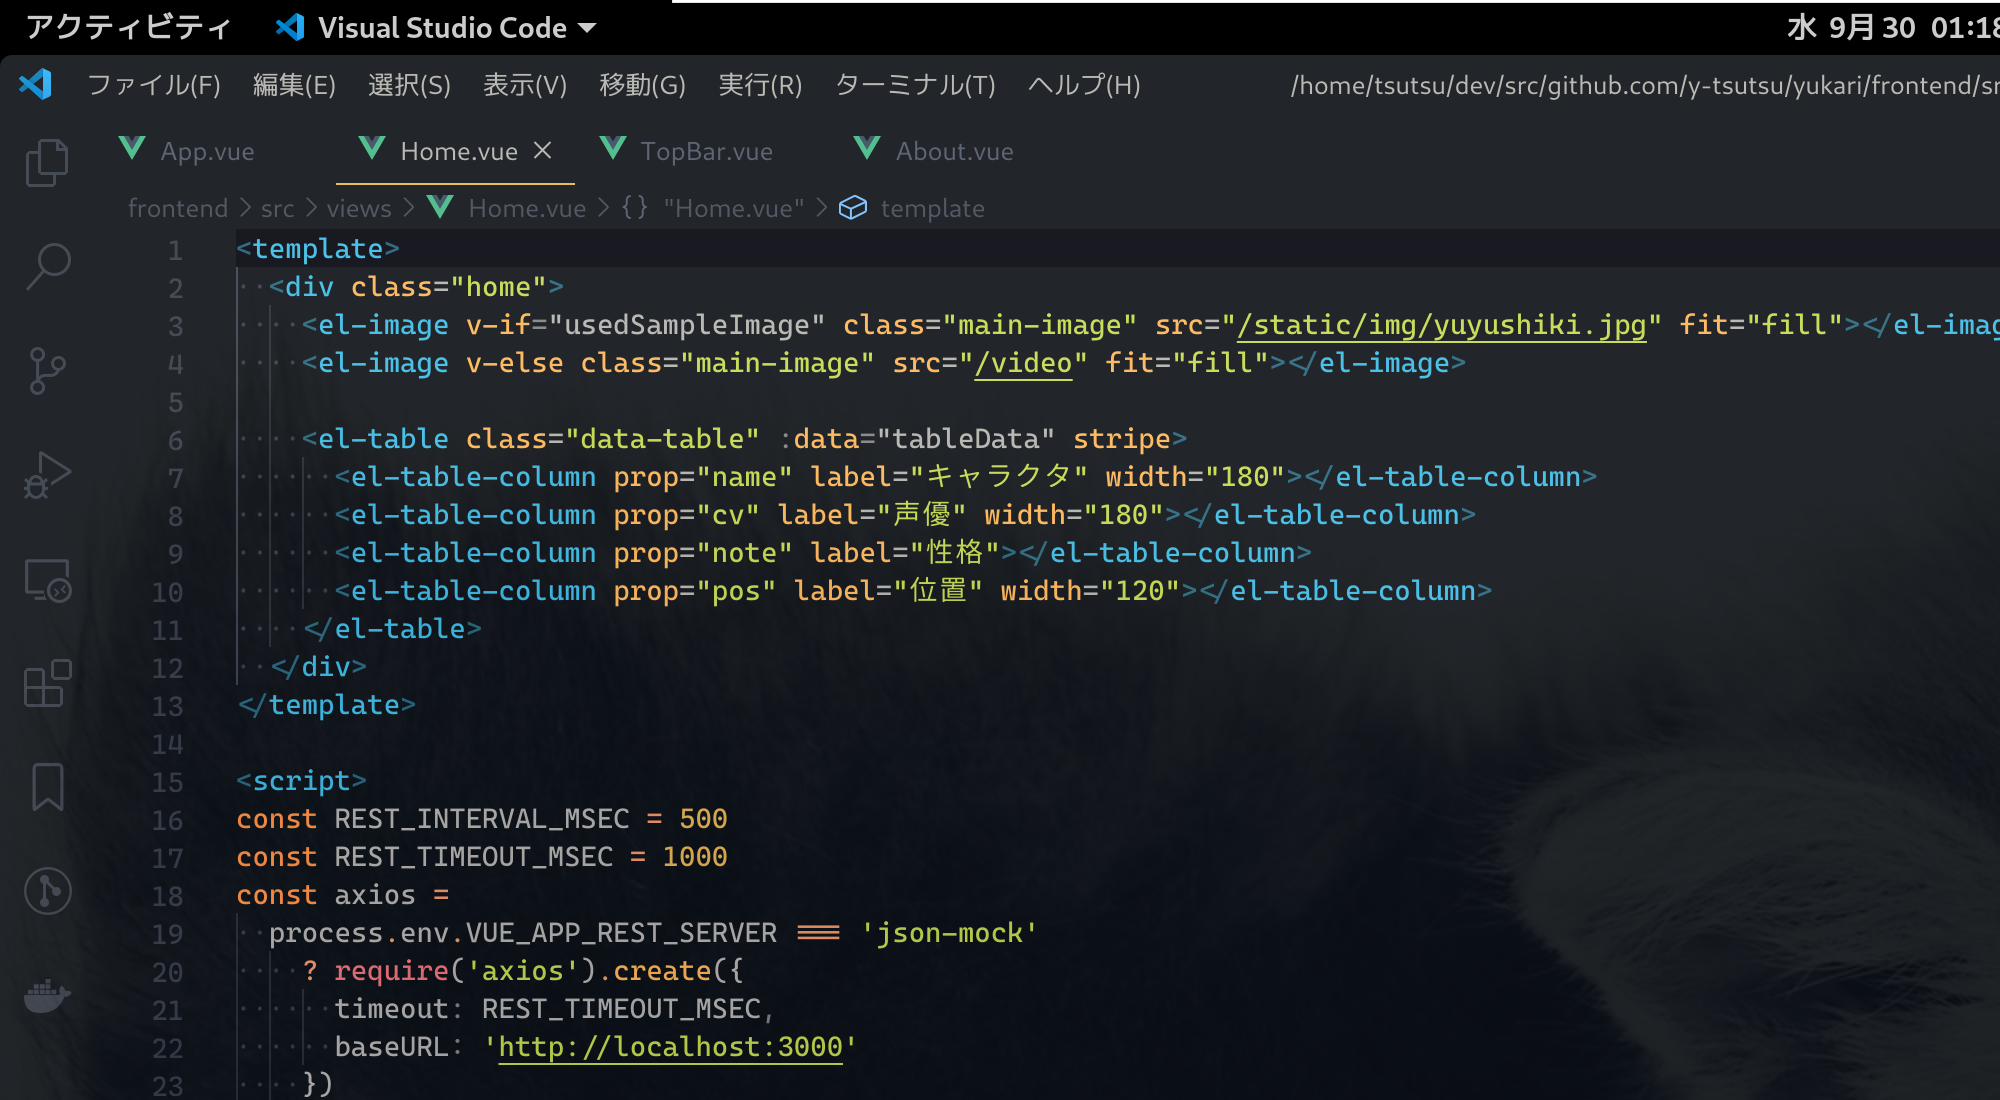 アクティビティ Visual Studio Code 水 9月 30 01:18
ファイル(F) 編集(E) 選択(S) 表示(V) 移動(G) 実行(R) ターミナル(T) ヘルプ(H) /home/tsutsu/dev/src/github.com/y-tsutsu/yukari/frontend/sr
App.vue Home.vue TopBar.vue About.vue
frontend > src > views > Home.vue > {} "Home.vue" > template
1 <template>
2 <div class="home">
3 <el-image v-if="usedSampleImage" class="main-image" src="/static/img/yuyushiki.jpg" fit="fill"></el-imag
4 <el-image v-else class="main-image" src="/video" fit="fill"></el-image>
5
6 <el-table class="data-table" :data="tableData" stripe>
7 <el-table-column prop="name" label="キャラクタ" width="180"></el-table-column>
8 <el-table-column prop="cv" label="声優" width="180"></el-table-column>
9 <el-table-column prop="note" label="性格"></el-table-column>
10 <el-table-column prop="pos" label="位置" width="120"></el-table-column>
11 </el-table>
12 </div>
13 </template>
14
15 <script>
16 const REST_INTERVAL_MSEC = 500
17 const REST_TIMEOUT_MSEC = 1000
18 const axios =
19 process.env.VUE_APP_REST_SERVER === 'json-mock'
20 ? require('axios').create({
21 timeout: REST_TIMEOUT_MSEC,
22 baseURL: 'http://localhost:3000'
23 })